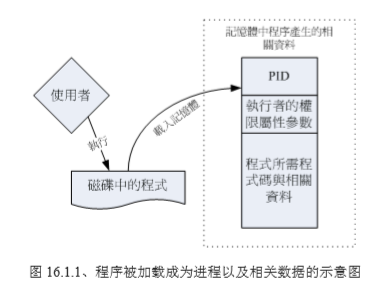 記憶體中程序產生的相
關資料
使用者
執行
載入記憶體
磁碟中的程式
PID
執行者的權
限屬性參數
程式所需程
式碼與相關
資料
图 16.1.1、程序被加载成为进程以及相关数据的示意图